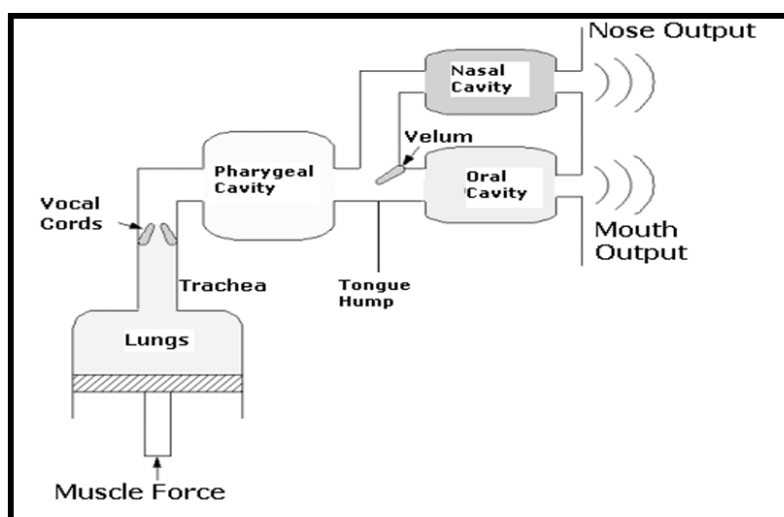 Nose Output
Nasal
Cavity
Velum
Pharygeal
Cavity
Oral
Cavity
Vocal
Cords
Mouth
Output
Trachea
Tongue
Hump
Lungs
Muscle Force